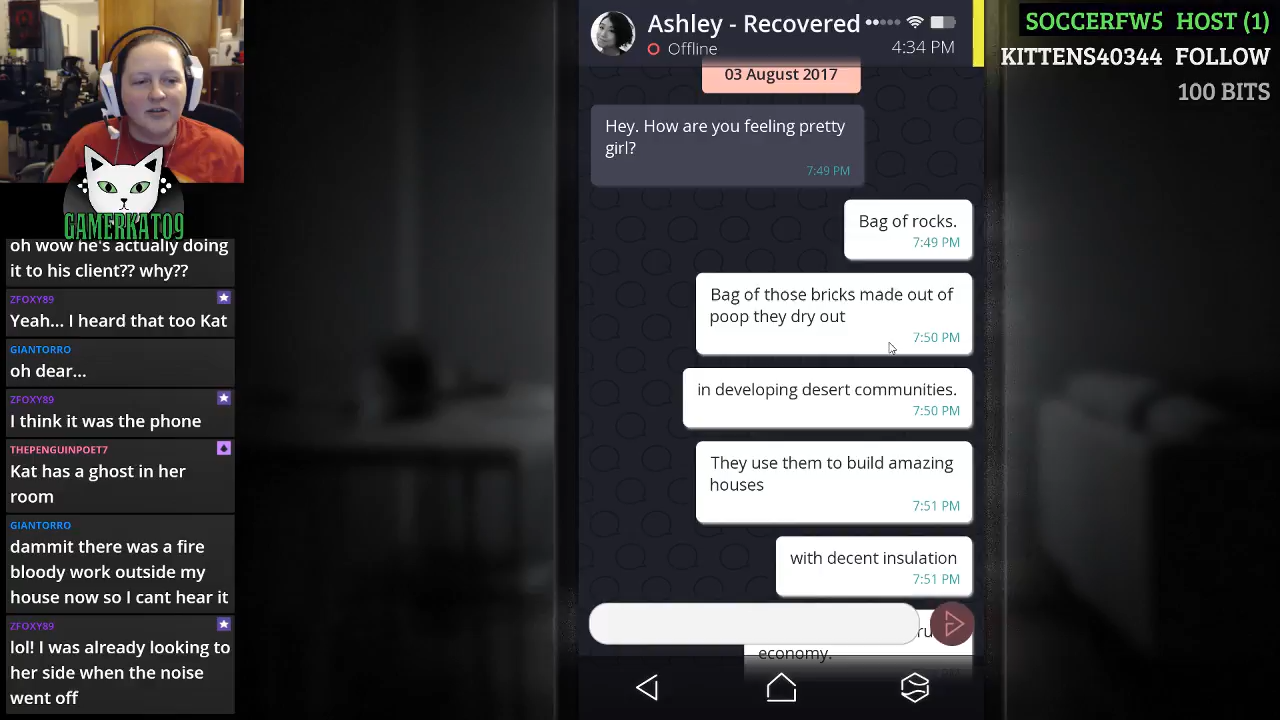 Ashley - Recovered
Offline
4:34 PM
SOCCERFW5 HOST (1)
KITTENS40344 FOLLOW
100 BITS
03 August 2017
Hey. How are you feeling pretty
girl?
7:49 PM
Bag of rocks.
7:49 PM
Bag of those bricks made out of
poop they dry out
7:50 PM
in developing desert communities.
7:50 PM
They use them to build amazing
houses
7:51 PM
with decent insulation
7:51 PM
economy.
GAMERKAT09
oh wow he's actually doing
it to his client?? why??
ZFOXY89
Yeah... I heard that too Kat
GIANTORRO
oh dear...
ZFOXY89
I think it was the phone
THEPENGUINPOET7
Kat has a ghost in her
room
GIANTORRO
dammit there was a fire
bloody work outside my
house now so I cant hear it
ZFOXY89
lol! I was already looking to
her side when the noise
went off